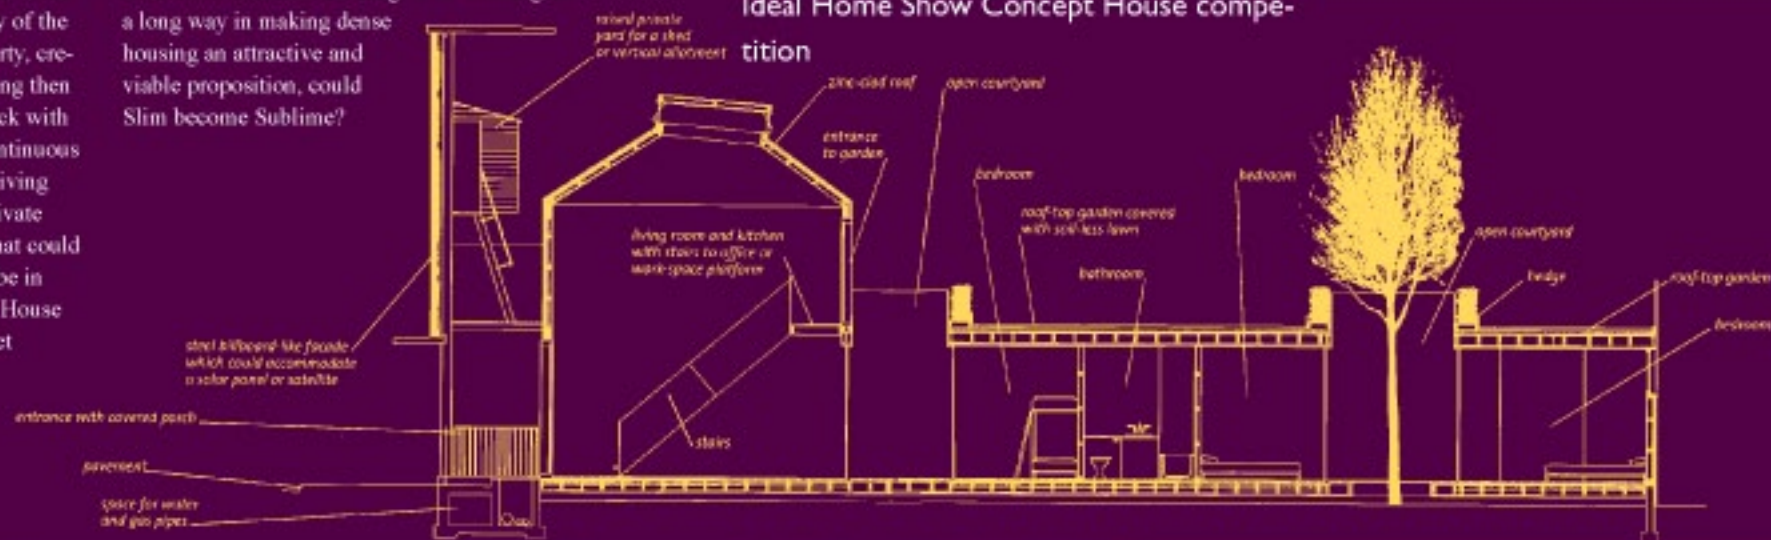 y of the
rty, cre-
ng then
ck with
ntinuous
iving
ivate
at could
be in
House
et
a long way in making dense
housing an attractive and
viable proposition, could
Slim become Sublime?
Ideal Home Show Concept House compe-
tition
raised private
yard for a shed
or vertical allotment
zinc-clad roof
open courtyard
entrance
to garden
bedroom
roof-top garden covered
with soil-less lawn
bathroom
bedroom
open courtyard
hedge
roof-top garden
bedroom
living room and kitchen
with stairs to office or
work-space platform
stairs
steel billboard-like facade
which could accommodate
a solar panel or satellite
entrance with covered porch
pavement
space for water
and gas pipes